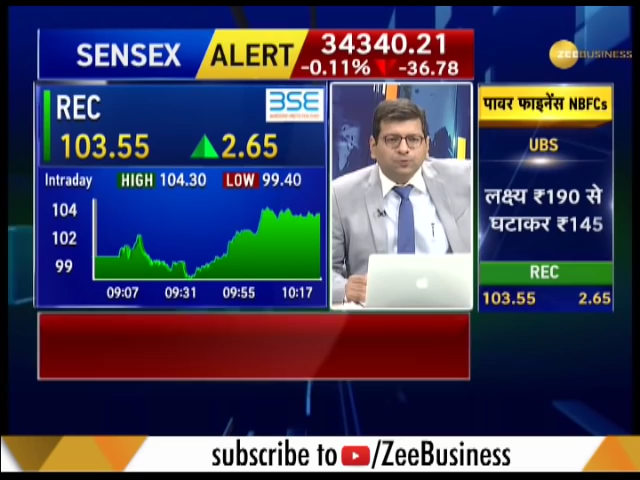 SENSEX ALERT 34340.21
-0.11% -36.78
ZEEBUSINESS
REC
BSE
103.55 2.65
Intraday HIGH 104.30 LOW 99.40
104
102
99
09:07 09:31 09:55 10:17
पावर फाइनेंस NBFCs
UBS
लक्ष्य ₹190 से
घटाकर ₹145
REC
103.55 2.65
subscribe to /ZeeBusiness